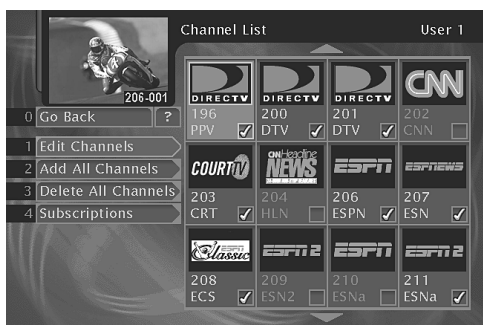 Channel List
User 1
206-001
0 Go Back ?
1 Edit Channels
2 Add All Channels
3 Delete All Channels
4 Subscriptions
DIRECTV
DIRECTV
DIRECTV
CNN
196
200
201
202
PPV
DTV
DTV
CNN
COURT TV
CNN Headline
NEWS
ESPN
ESPNEWS
203
204
206
207
CRT
HLN
ESPN
ESN
Classic
ESPN 2
ESPN
ESPN 2
208
209
210
211
ECS
ESN2
ESNa
ESNa